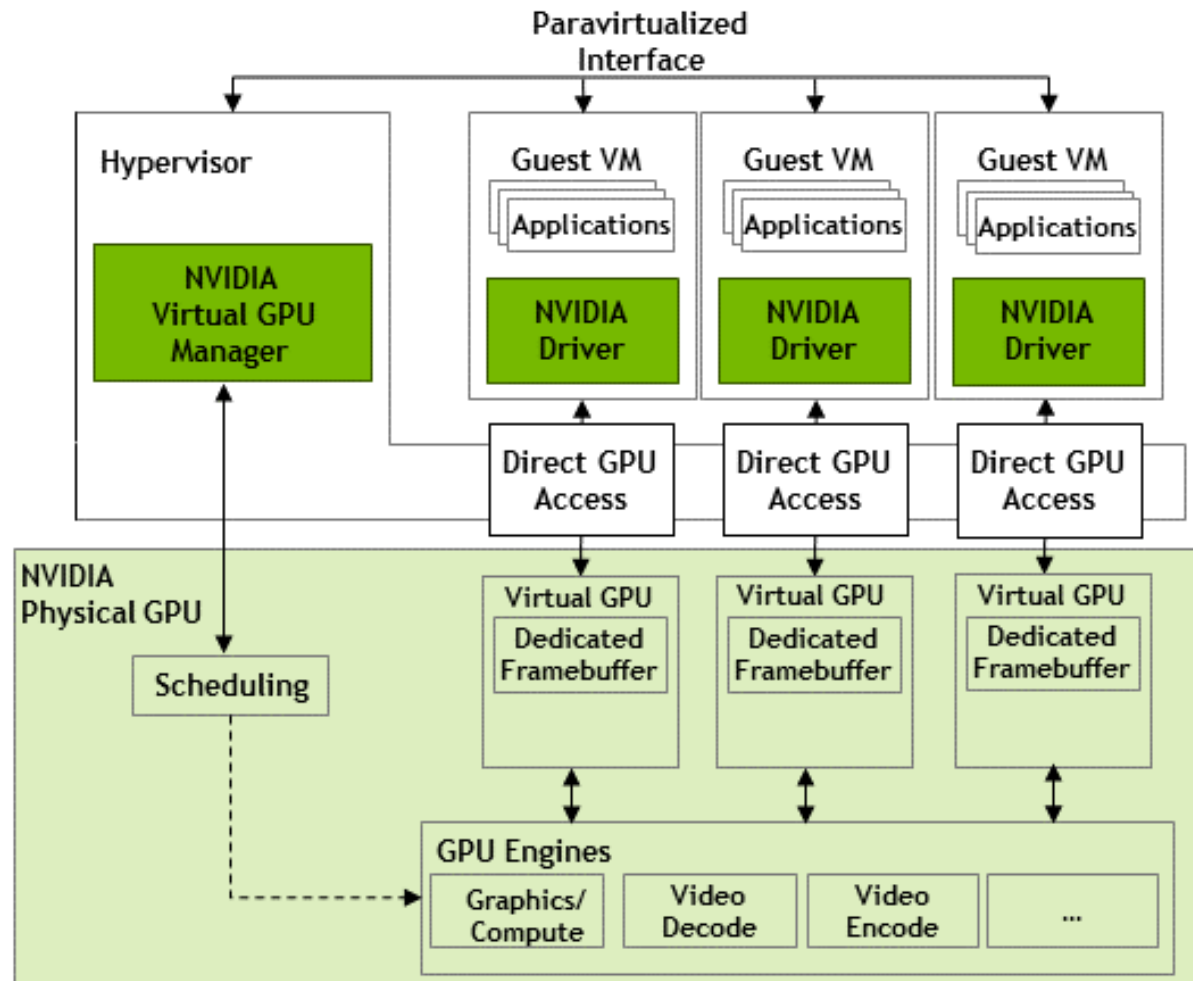 Paravirtualized
Interface
Hypervisor
NVIDIA
Virtual GPU
Manager
Guest VM
Applications
NVIDIA
Driver
Guest VM
Applications
NVIDIA
Driver
Guest VM
Applications
NVIDIA
Driver
Direct GPU
Access
Direct GPU
Access
Direct GPU
Access
NVIDIA
Physical GPU
Scheduling
Virtual GPU
Dedicated
Framebuffer
Virtual GPU
Dedicated
Framebuffer
Virtual GPU
Dedicated
Framebuffer
GPU Engines
Graphics/
Compute
Video
Decode
Video
Encode
...